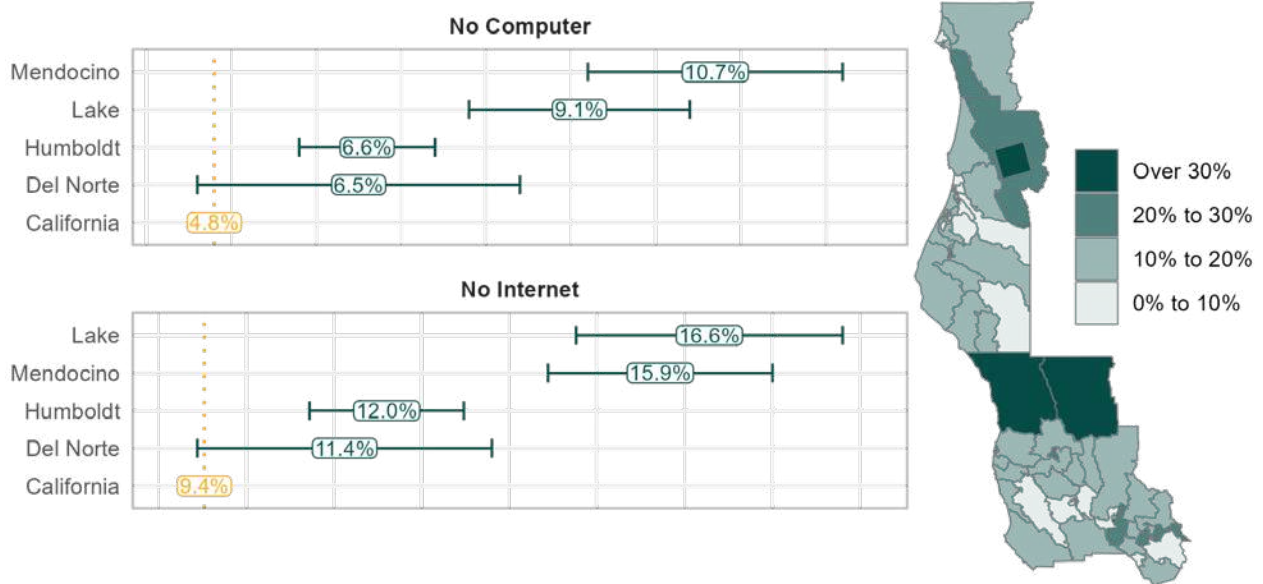 No Computer
Mendocino 10.7%
Lake 9.1%
Humboldt 6.6%
Del Norte 6.5%
California 4.8%
No Internet
Lake 16.6%
Mendocino 15.9%
Humboldt 12.0%
Del Norte 11.4%
California 9.4%
Over 30%
20% to 30%
10% to 20%
0% to 10%